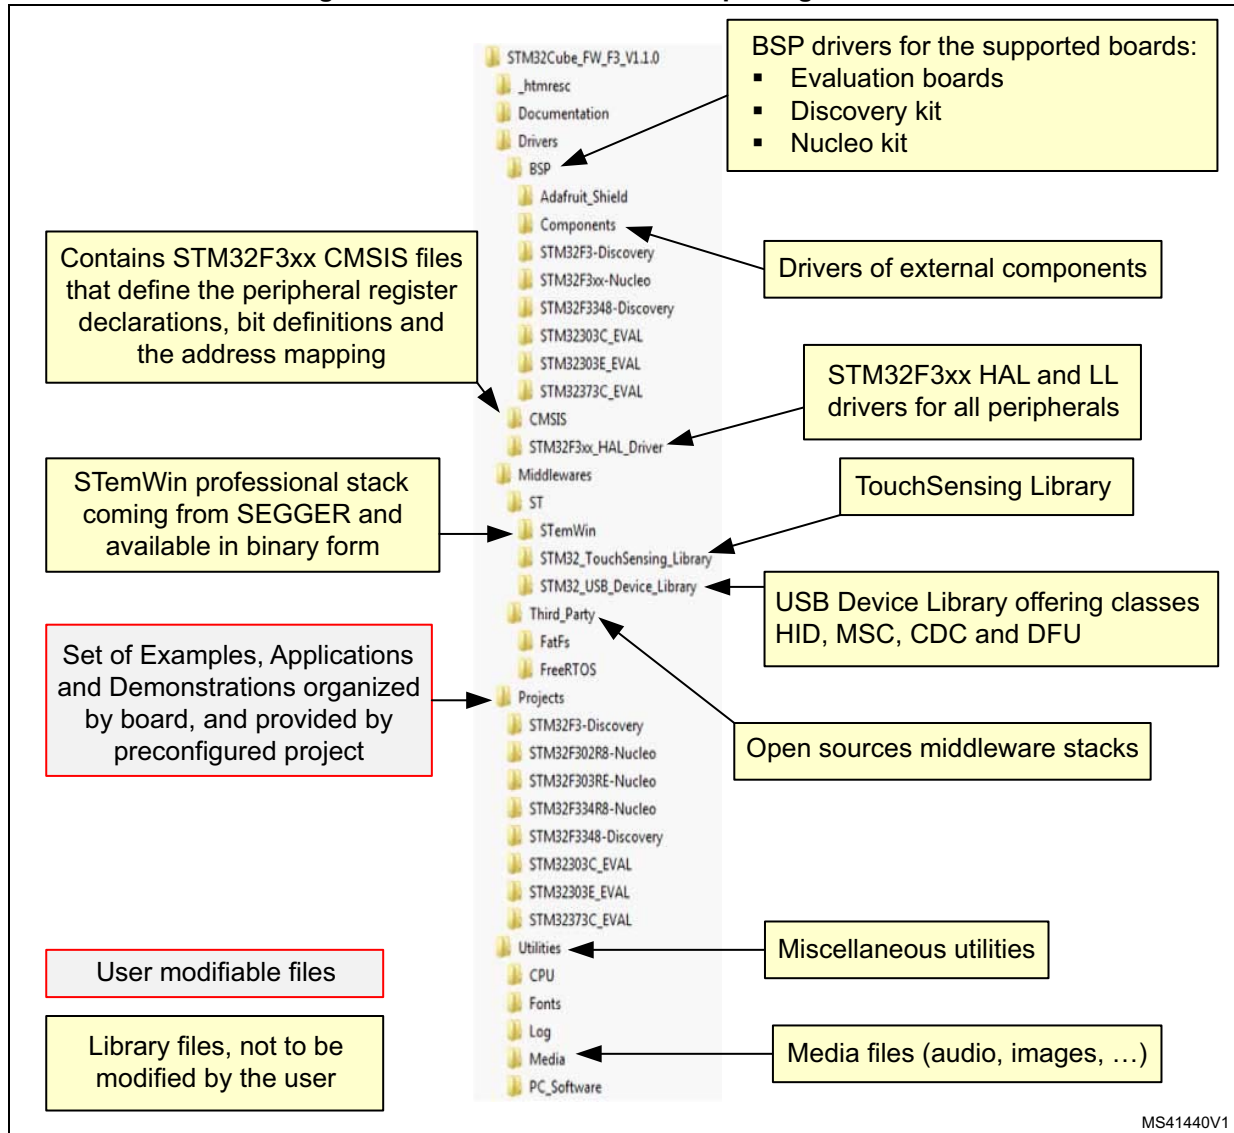 STM32Cube_FW_F3_V1.1.0
_htmresc
Documentation
Drivers
BSP
Adafruit_Shield
Components
STM32F3-Discovery
STM32F3xx-Nucleo
STM32F3348-Discovery
STM32303C_EVAL
STM32303E_EVAL
STM32373C_EVAL
CMSIS
STM32F3xx_HAL_Driver
Middlewares
ST
STemWin
STM32_TouchSensing_Library
STM32_USB_Device_Library
Third_Party
FatFs
FreeRTOS
Projects
STM32F3-Discovery
STM32F302R8-Nucleo
STM32F303RE-Nucleo
STM32F334R8-Nucleo
STM32F3348-Discovery
STM32303C_EVAL
STM32303E_EVAL
STM32373C_EVAL
Utilities
CPU
Fonts
Log
Media
PC_Software
BSP drivers for the supported boards:
▪ Evaluation boards
▪ Discovery kit
▪ Nucleo kit
Contains STM32F3xx CMSIS files
that define the peripheral register
declarations, bit definitions and
the address mapping
Drivers of external components
STM32F3xx HAL and LL
drivers for all peripherals
STemWin professional stack
coming from SEGGER and
available in binary form
TouchSensing Library
USB Device Library offering classes
HID, MSC, CDC and DFU
Set of Examples, Applications
and Demonstrations organized
by board, and provided by
preconfigured project
Open sources middleware stacks
User modifiable files
Miscellaneous utilities
Library files, not to be
modified by the user
Media files (audio, images, …)
MS41440V1